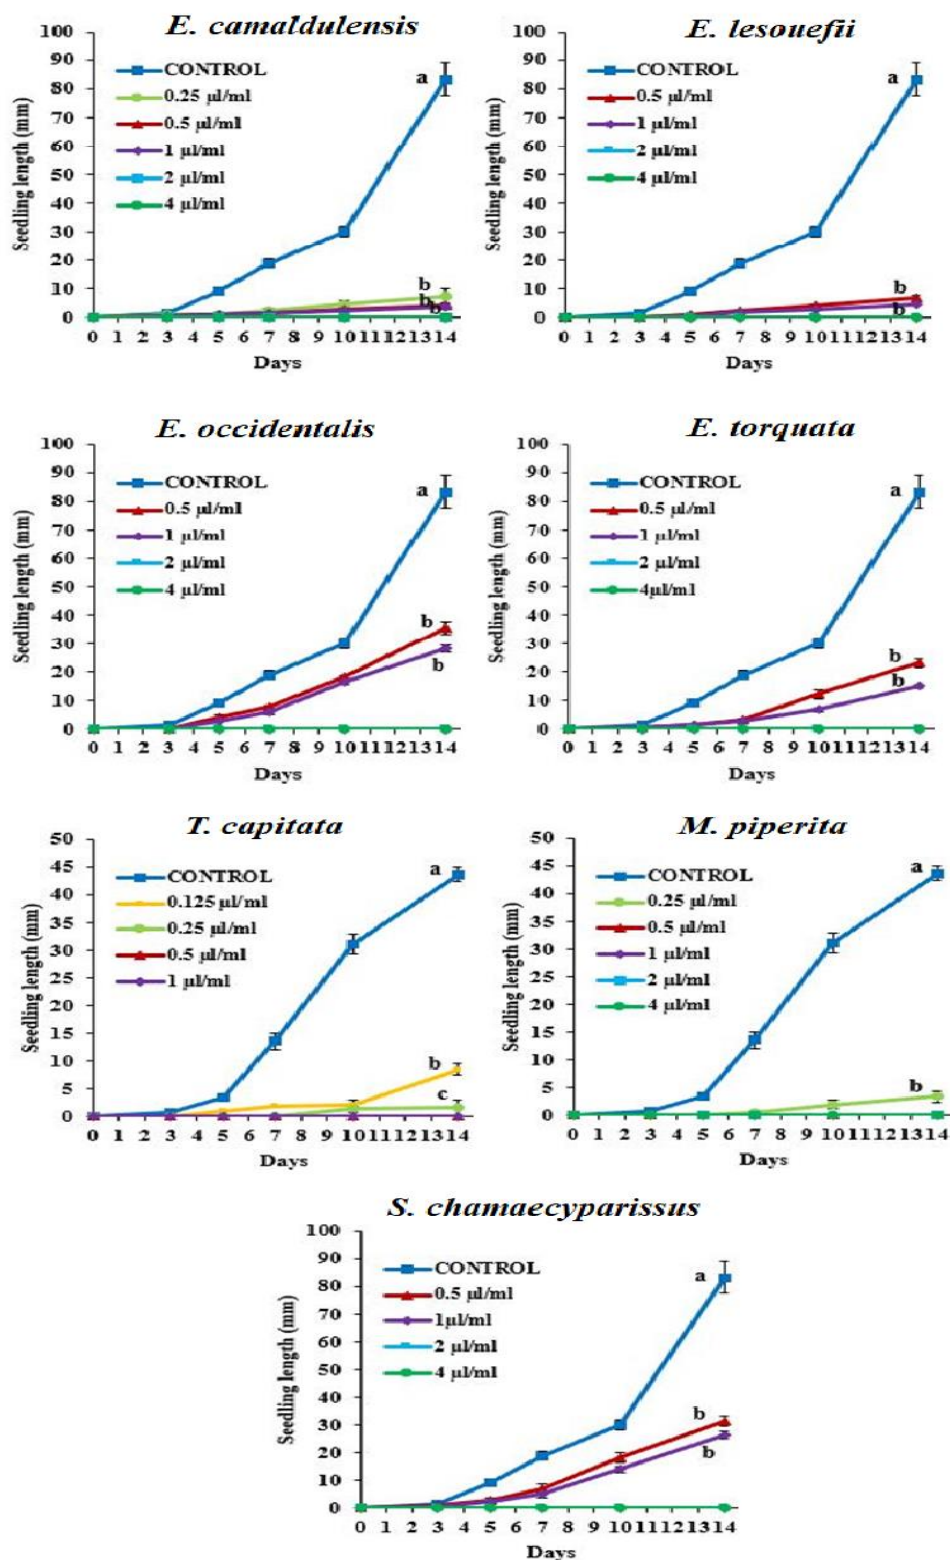 E. camaldulensis
Seedling length (mm)
100
90
80
70
60
50
40
30
20
10
0
CONTROL
0.25 µl/ml
0.5 µl/ml
1 µl/ml
2 µl/ml
4 µl/ml
a
b
b
b
0 1 2 3 4 5 6 7 8 9 10 11 12 13 14
Days
E. lesouefii
Seedling length (mm)
100
90
80
70
60
50
40
30
20
10
0
CONTROL
0.5 µl/ml
1 µl/ml
2 µl/ml
4 µl/ml
a
b
b
0 1 2 3 4 5 6 7 8 9 10 11 12 13 14
Days
E. occidentalis
Seedling length (mm)
100
90
80
70
60
50
40
30
20
10
0
CONTROL
0.5 µl/ml
1 µl/ml
2 µl/ml
4 µl/ml
a
b
b
0 1 2 3 4 5 6 7 8 9 10 11 12 13 14
Days
E. torquata
Seedling length (mm)
100
90
80
70
60
50
40
30
20
10
0
CONTROL
0.5 µl/ml
1 µl/ml
2 µl/ml
4µl/ml
a
b
b
0 1 2 3 4 5 6 7 8 9 10 11 12 13 14
Days
T. capitata
Seedling length (mm)
50
45
40
35
30
25
20
15
10
5
0
CONTROL
0.125 µl/ml
0.25 µl/ml
0.5 µl/ml
1 µl/ml
a
b
c
0 1 2 3 4 5 6 7 8 9 10 11 12 13 14
Days
M. piperita
Seedling length (mm)
50
45
40
35
30
25
20
15
10
5
0
CONTROL
0.25 µl/ml
0.5 µl/ml
1 µl/ml
2 µl/ml
4 µl/ml
a
b
0 1 2 3 4 5 6 7 8 9 10 11 12 13 14
Days
S. chamaecyparissus
Seedling length (mm)
100
90
80
70
60
50
40
30
20
10
0
CONTROL
0.5 µl/ml
1µl/ml
2 µl/ml
4 µl/ml
a
b
b
0 1 2 3 4 5 6 7 8 9 10 11 12 13 14
Days